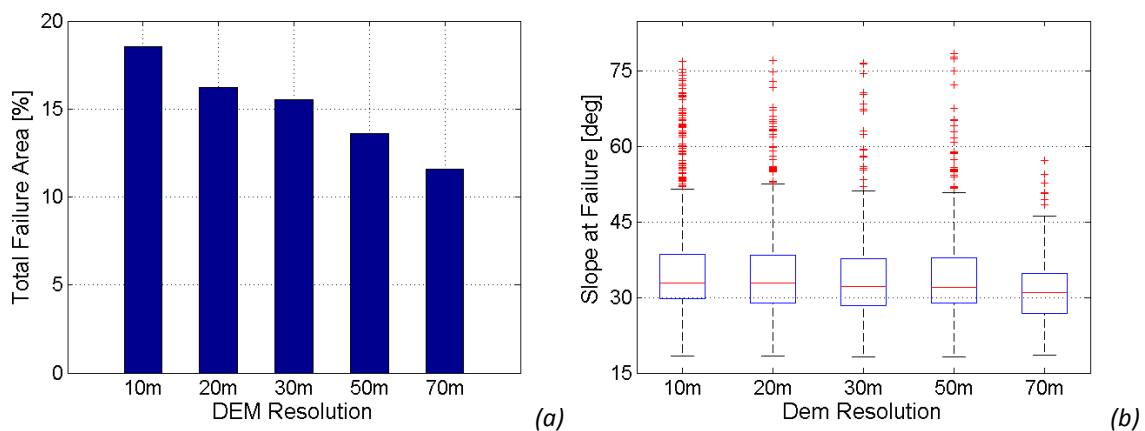 Total Failure Area [%]
20
15
10
5
0
10m 20m 30m 50m 70m
DEM Resolution
(a)
Slope at Failure [deg]
75
60
45
30
15
10m 20m 30m 50m 70m
Dem Resolution
(b)